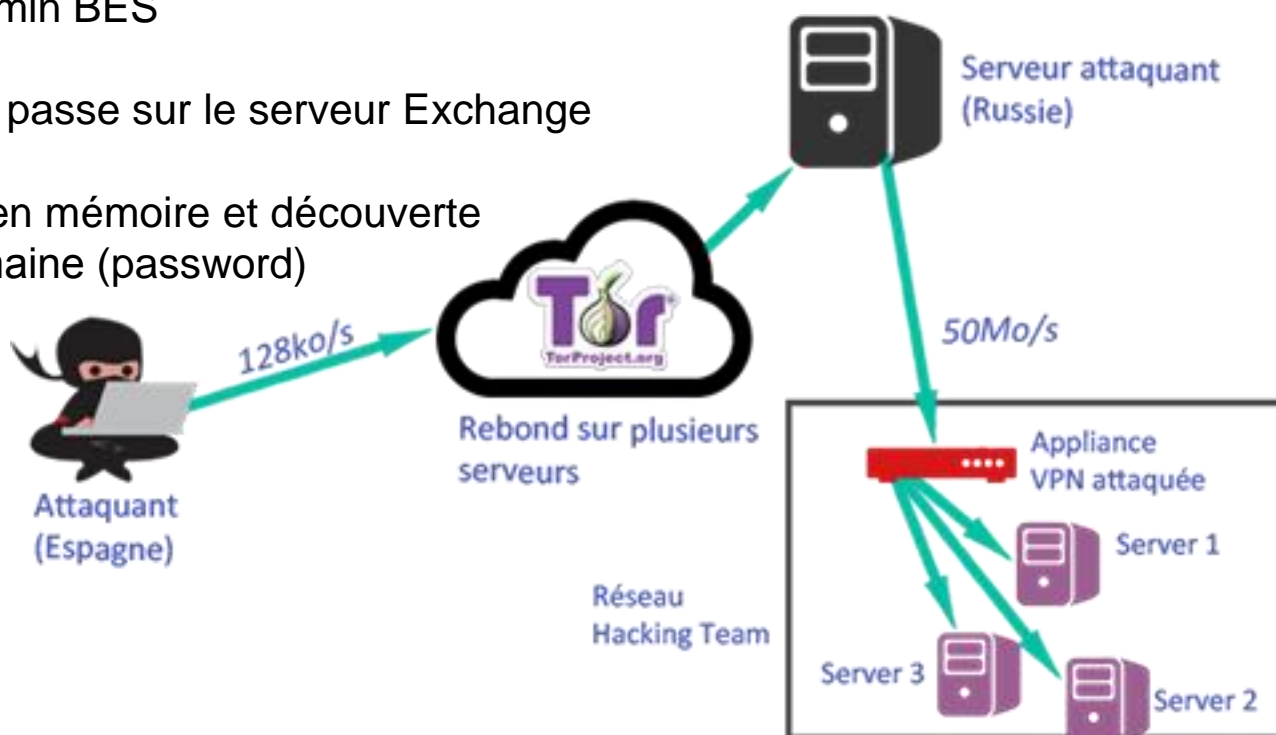 min BES
passe sur le serveur Exchange
en mémoire et découverte
naine (password)
Serveur attaquant
(Russie)
Tor
TorProject.org
128ko/s
50Mo/s
Rebond sur plusieurs
serveurs
Attaquant
(Espagne)
Appliance
VPN attaquée
Server 1
Réseau
Hacking Team
Server 3
Server 2